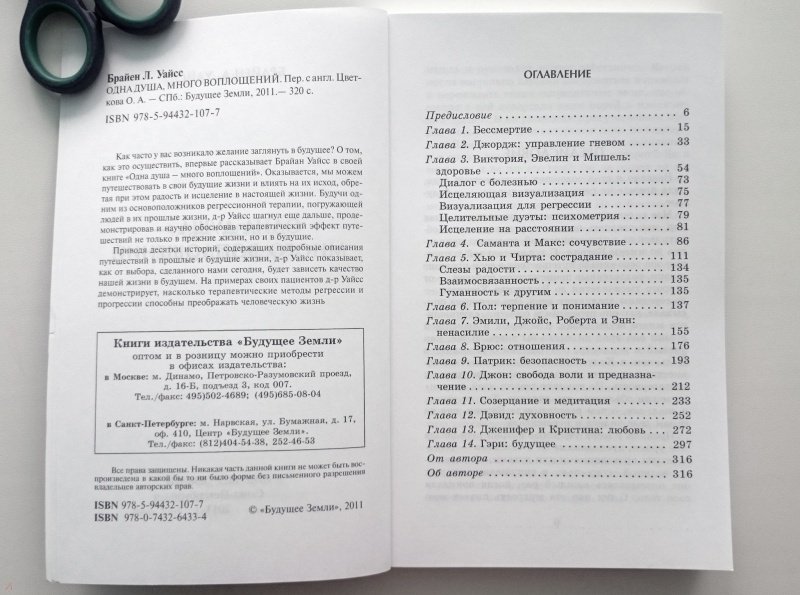 Брайен Л. Уайсс
ОДНА ДУША, МНОГО ВОПЛОЩЕНИЙ. Пер. с англ. Цвет-
кова О. А. — СПб.: Будущее Земли, 2011.— 320 с.
ISBN 978-5-94432-107-7
Как часто у вас возникало желание заглянуть в будущее? О том,
как это осуществить, впервые рассказывает Брайан Уайсс в своей
книге «Одна душа — много воплощений». Оказывается, мы можем
путешествовать в свои будущие жизни и влиять на их исход, обре-
тая при этом радость и исцеление в настоящей жизни. Будучи од-
ним из основоположников регрессионной терапии, погружающей
людей в их прошлые жизни, д-р Уайсс шагнул еще дальше, проде-
монстрировав и научно обосновав терапевтический эффект путе-
шествий не только в прежние жизни, но и в будущие.
Приводя десятки историй, содержащих подробные описания
путешествий в прошлые и будущие жизни, д-р Уайсс показывает,
как от выбора, сделанного нами сегодня, будет зависеть качество
нашей жизни в будущем. На примерах своих пациентов д-р Уайсс
демонстрирует, насколько терапевтические методы регрессии и
прогрессии способны преображать человеческую жизнь
Книги издательства «Будущее Земли»
оптом и в розницу можно приобрести
в офисах издательства:
в Москве: м. Динамо, Петровско-Разумовский проезд,
д. 16-Б, подъезд 3, код 007.
Тел./факс: 495)502-4689; (495)685-08-04
в Санкт-Петербурге: м. Нарвская, ул. Бумажная, д. 17,
оф. 410, Центр «Будущее Земли».
Тел./факс: (812)404-54-38, 252-46-53
Все права защищены. Никакая часть данной книги не может быть вос-
произведена в какой бы то ни было форме без письменного разрешения
владельцев авторских прав.
ISBN 978-5-94432-107-7
ISBN 978-0-7432-6433-4
© «Будущее Земли», 2011
ОГЛАВЛЕНИЕ
Предисловие 6
Глава 1. Бессмертие 15
Глава 2. Джордж: управление гневом 33
Глава 3. Виктория, Эвелин и Мишель:
здоровье 54
Диалог с болезнью 73
Исцеляющая визуализация 75
Визуализация для регрессии 77
Целительные дуэты: психометрия 79
Исцеление на расстоянии 81
Глава 4. Саманта и Макс: сочувствие 86
Глава 5. Хью и Чирта: сострадание 111
Слезы радости 134
Взаимосвязанность 135
Гуманность к другим 135
Глава 6. Пол: терпение и понимание 137
Глава 7. Эмили, Джойс, Роберта и Энн:
ненасилие 155
Глава 8. Брюс: отношения 176
Глава 9. Патрик: безопасность 193
Глава 10. Джон: свобода воли и предназна-
чение 212
Глава 11. Созерцание и медитация 233
Глава 12. Дэвид: духовность 252
Глава 13. Дженифер и Кристина: любовь 272
Глава 14. Гэри: будущее 297
От автора 316
Об авторе 316